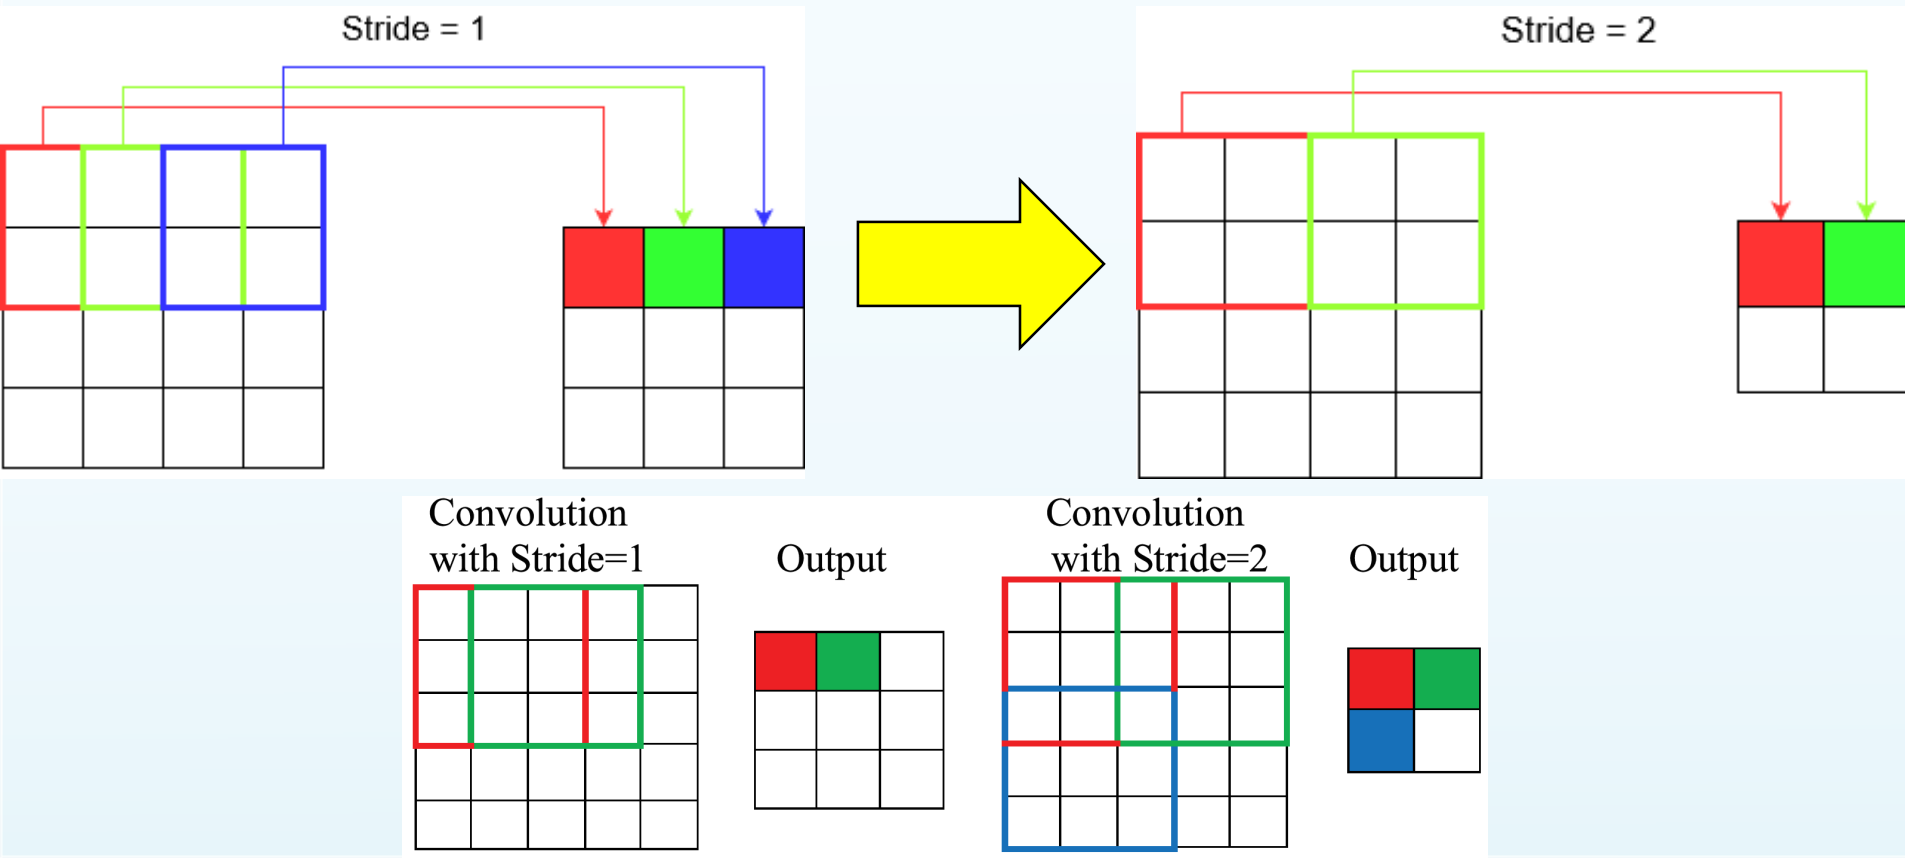 Stride = 1
Stride = 2
Convolution
with Stride=1
Output
Convolution
with Stride=2
Output